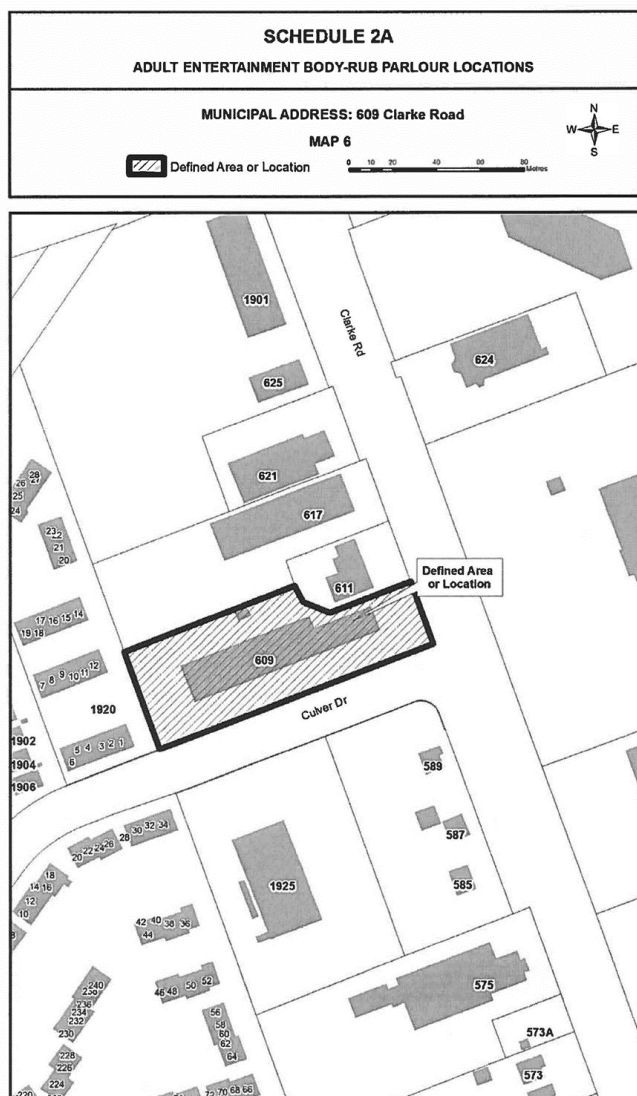 SCHEDULE 2A
ADULT ENTERTAINMENT BODY-RUB PARLOUR LOCATIONS
MUNICIPAL ADDRESS: 609 Clarke Road
MAP 6
N
W E
S
Defined Area or Location
0 10 20 40 60 80
Metres
1901
Clarke Rd
624
625
621
28
27
26
25
24
617
23
22
21
20
Defined Area
or Location
611
17 16 15 14
19 18
609
12
11
10
9
8
7
1920
Culver Dr
5 4 3 2 1
6
1902
1904
1906
589
587
585
28 30 32 34
20 22 24 26
18
14 16
12
10
8
1925
42 40 38 36
44
575
46 48 50 52
240
238
236
234
232
230
56
58
60
62
64
573A
573
228
226
224
220
72 70 68 66